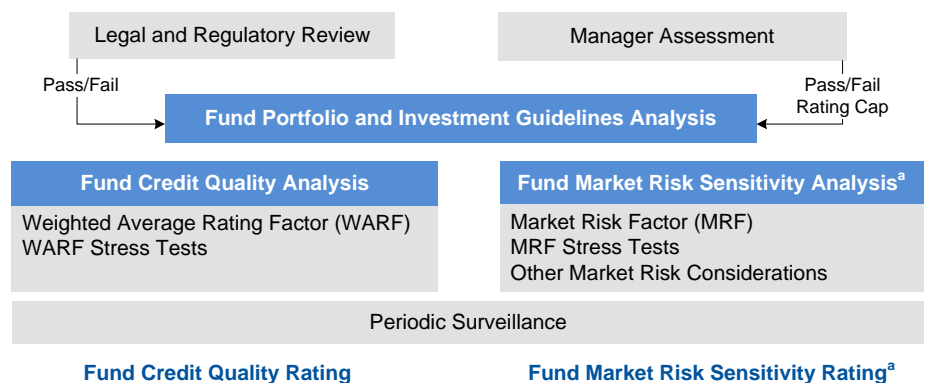 Legal and Regulatory Review
Manager Assessment
Pass/Fail
Pass/Fail
Rating Cap
Fund Portfolio and Investment Guidelines Analysis
Fund Credit Quality Analysis
Weighted Average Rating Factor (WARF)
WARF Stress Tests
Fund Market Risk Sensitivity Analysisᵃ
Market Risk Factor (MRF)
MRF Stress Tests
Other Market Risk Considerations
Periodic Surveillance
Fund Credit Quality Rating
Fund Market Risk Sensitivity Ratingᵃ